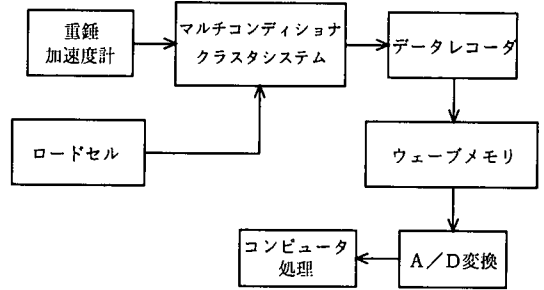 重錘
加速度計
マルチコンディショナ
クラスタシステム
データレコーダ
ロードセル
ウェーブメモリ
A/D変換
コンピュータ
処理